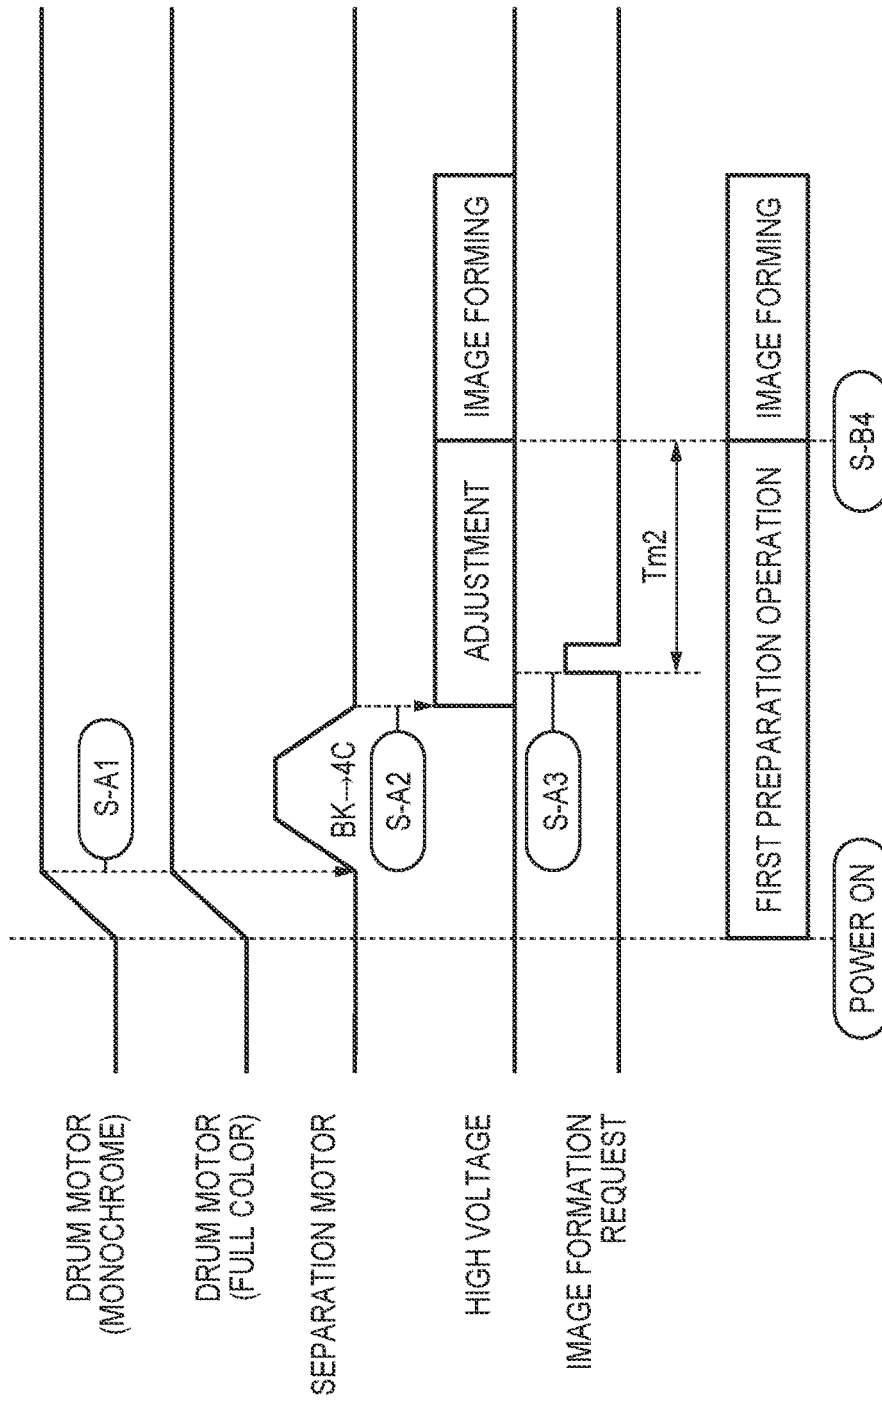 DRUM MOTOR
(MONOCHROME)
S-A1
DRUM MOTOR
(FULL COLOR)
SEPARATION MOTOR
BK→4C
S-A2
HIGH VOLTAGE
ADJUSTMENT
IMAGE FORMING
S-A3
IMAGE FORMATION
REQUEST
Tm2
FIRST PREPARATION OPERATION
IMAGE FORMING
POWER ON
S-B4